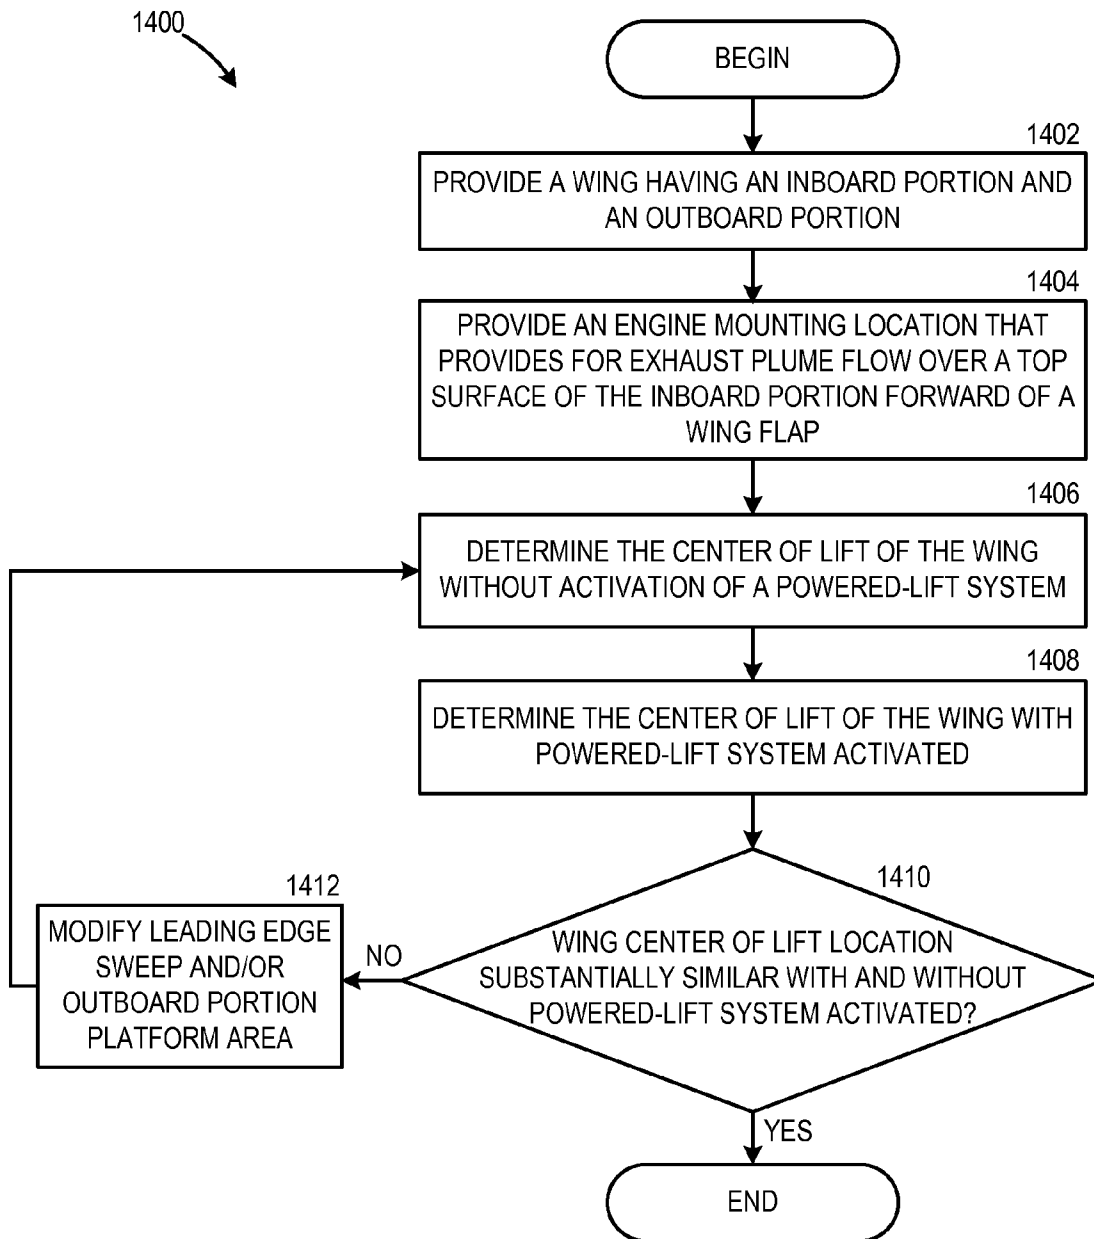 1400
BEGIN
1402
PROVIDE A WING HAVING AN INBOARD PORTION AND
AN OUTBOARD PORTION
1404
PROVIDE AN ENGINE MOUNTING LOCATION THAT
PROVIDES FOR EXHAUST PLUME FLOW OVER A TOP
SURFACE OF THE INBOARD PORTION FORWARD OF A
WING FLAP
1406
DETERMINE THE CENTER OF LIFT OF THE WING
WITHOUT ACTIVATION OF A POWERED-LIFT SYSTEM
1408
DETERMINE THE CENTER OF LIFT OF THE WING WITH
POWERED-LIFT SYSTEM ACTIVATED
1410
WING CENTER OF LIFT LOCATION
SUBSTANTIALLY SIMILAR WITH AND WITHOUT
POWERED-LIFT SYSTEM ACTIVATED?
NO
1412
MODIFY LEADING EDGE
SWEEP AND/OR
OUTBOARD PORTION
PLATFORM AREA
YES
END